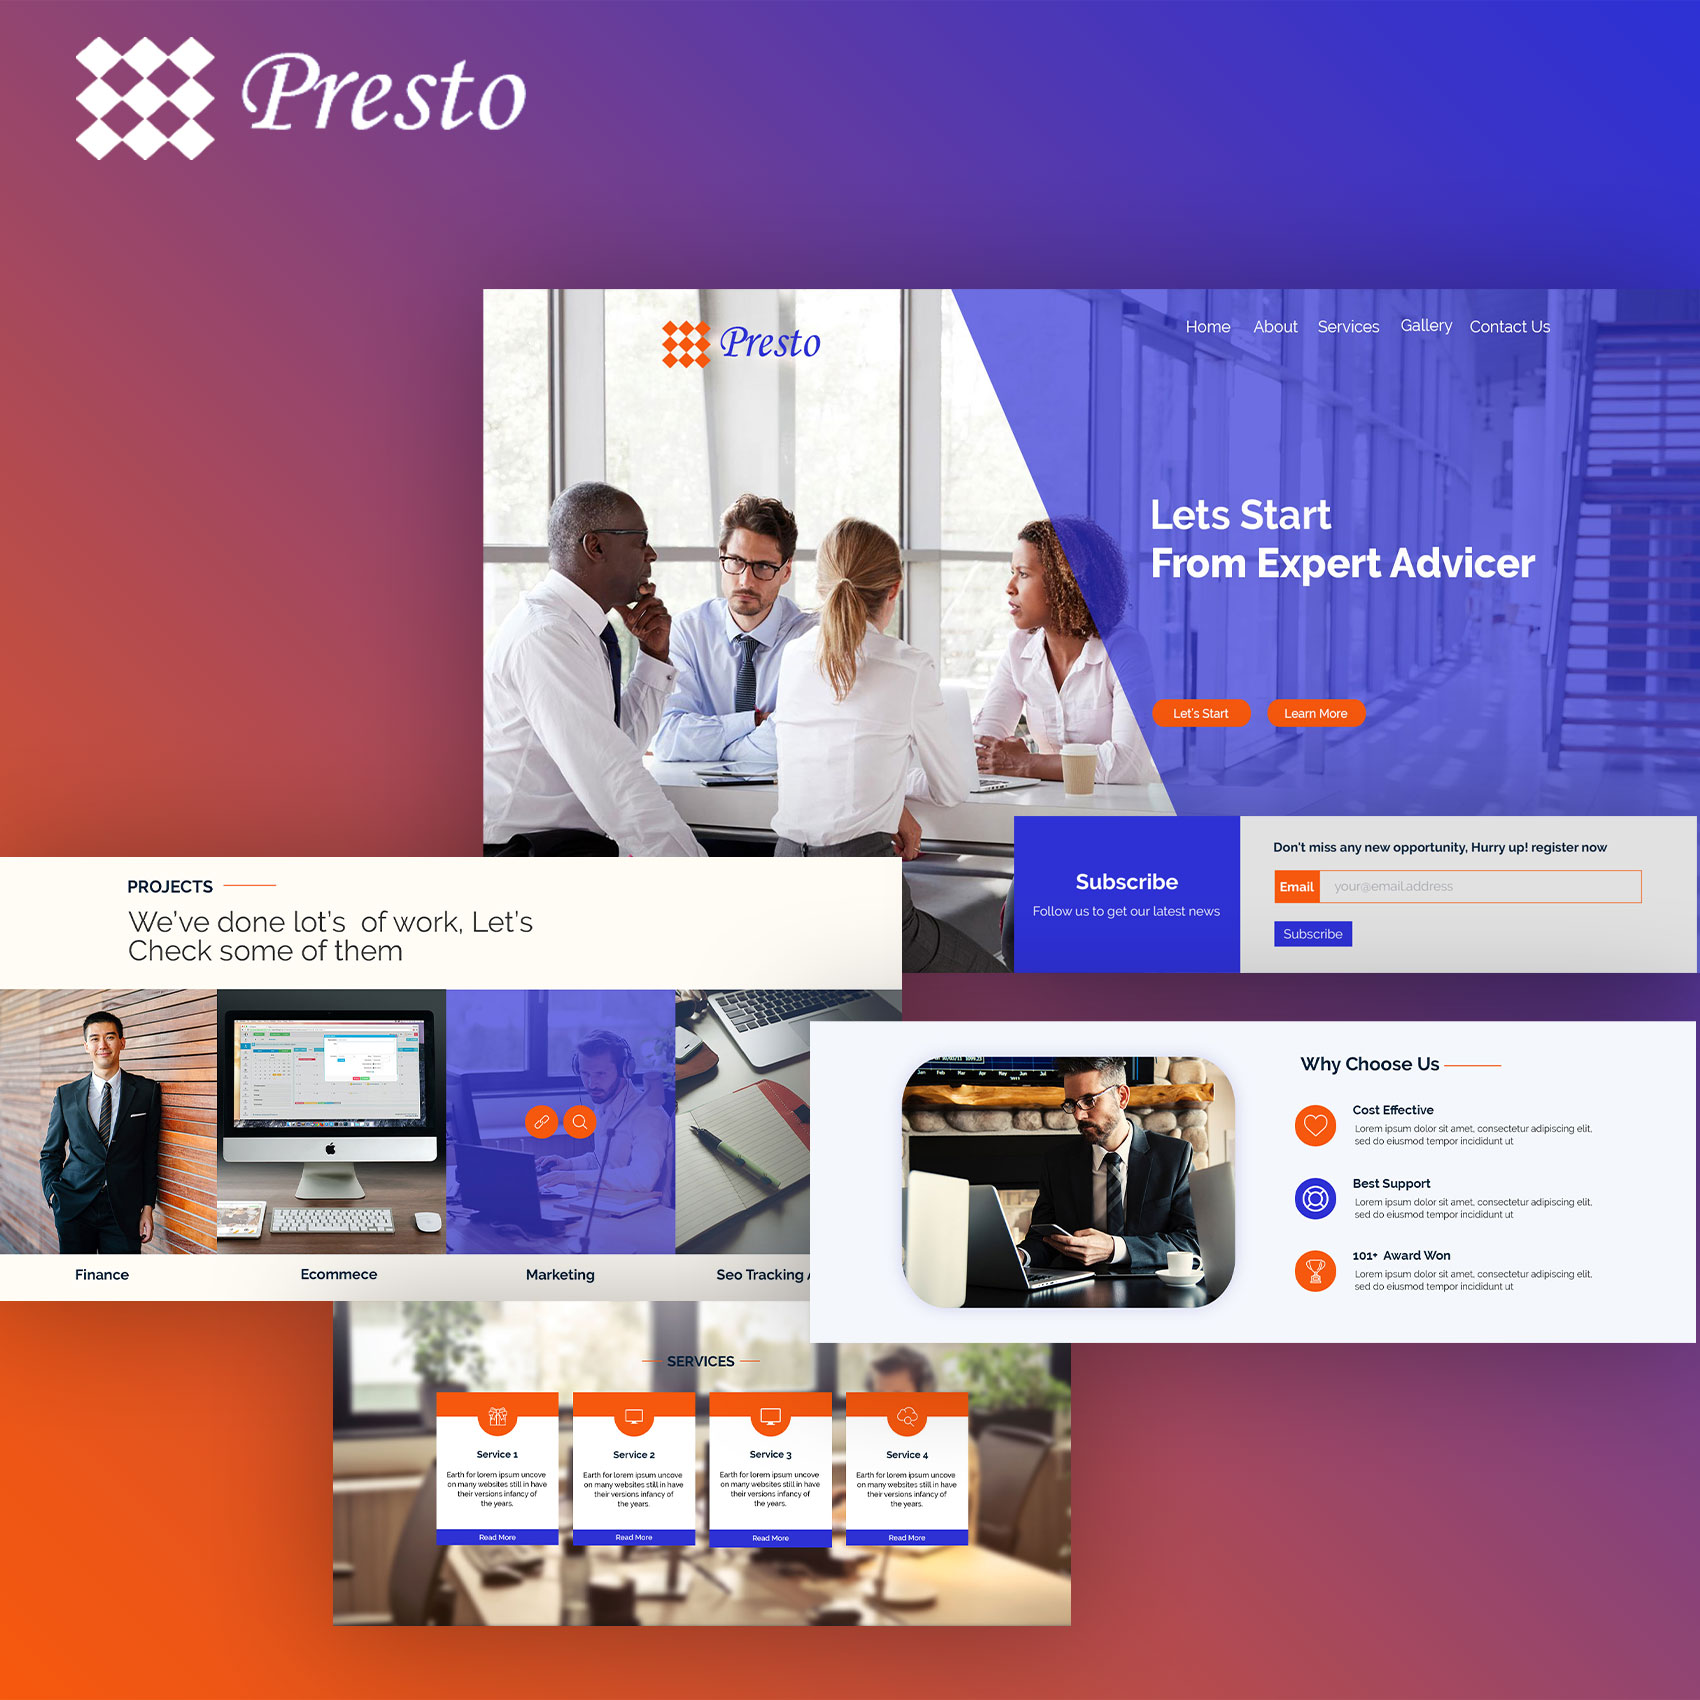 Presto
Presto
Home About Services Gallery Contact Us
Lets Start
From Expert Advicer
Let's Start
Learn More
Subscribe
Follow us to get our latest news
Don't miss any new opportunity, Hurry up! register now
Email your@email.address
Subscribe
PROJECTS
We've done lot's of work, Let's
Check some of them
Finance
Ecommece
Marketing
Seo Tracking
Why Choose Us
Cost Effective
Lorem ipsum dolor sit amet, consectetur adipiscing elit,
sed do eiusmod tempor incididunt ut
Best Support
Lorem ipsum dolor sit amet, consectetur adipiscing elit,
sed do eiusmod tempor incididunt ut
101+ Award Won
Lorem ipsum dolor sit amet, consectetur adipiscing elit,
sed do eiusmod tempor incididunt ut
Jan Feb Mar Apr May Jun Jul
SERVICES
Service 1
Earth for lorem ipsum uncove
on many websites still in have
their versions infancy of
the years.
Read More
Service 2
Earth for lorem ipsum uncove
on many websites still in have
their versions infancy of
the years.
Read More
Service 3
Earth for lorem ipsum uncove
on many websites still in have
their versions infancy of
the years.
Read More
Service 4
Earth for lorem ipsum uncove
on many websites still in have
their versions infancy of
the years.
Read More